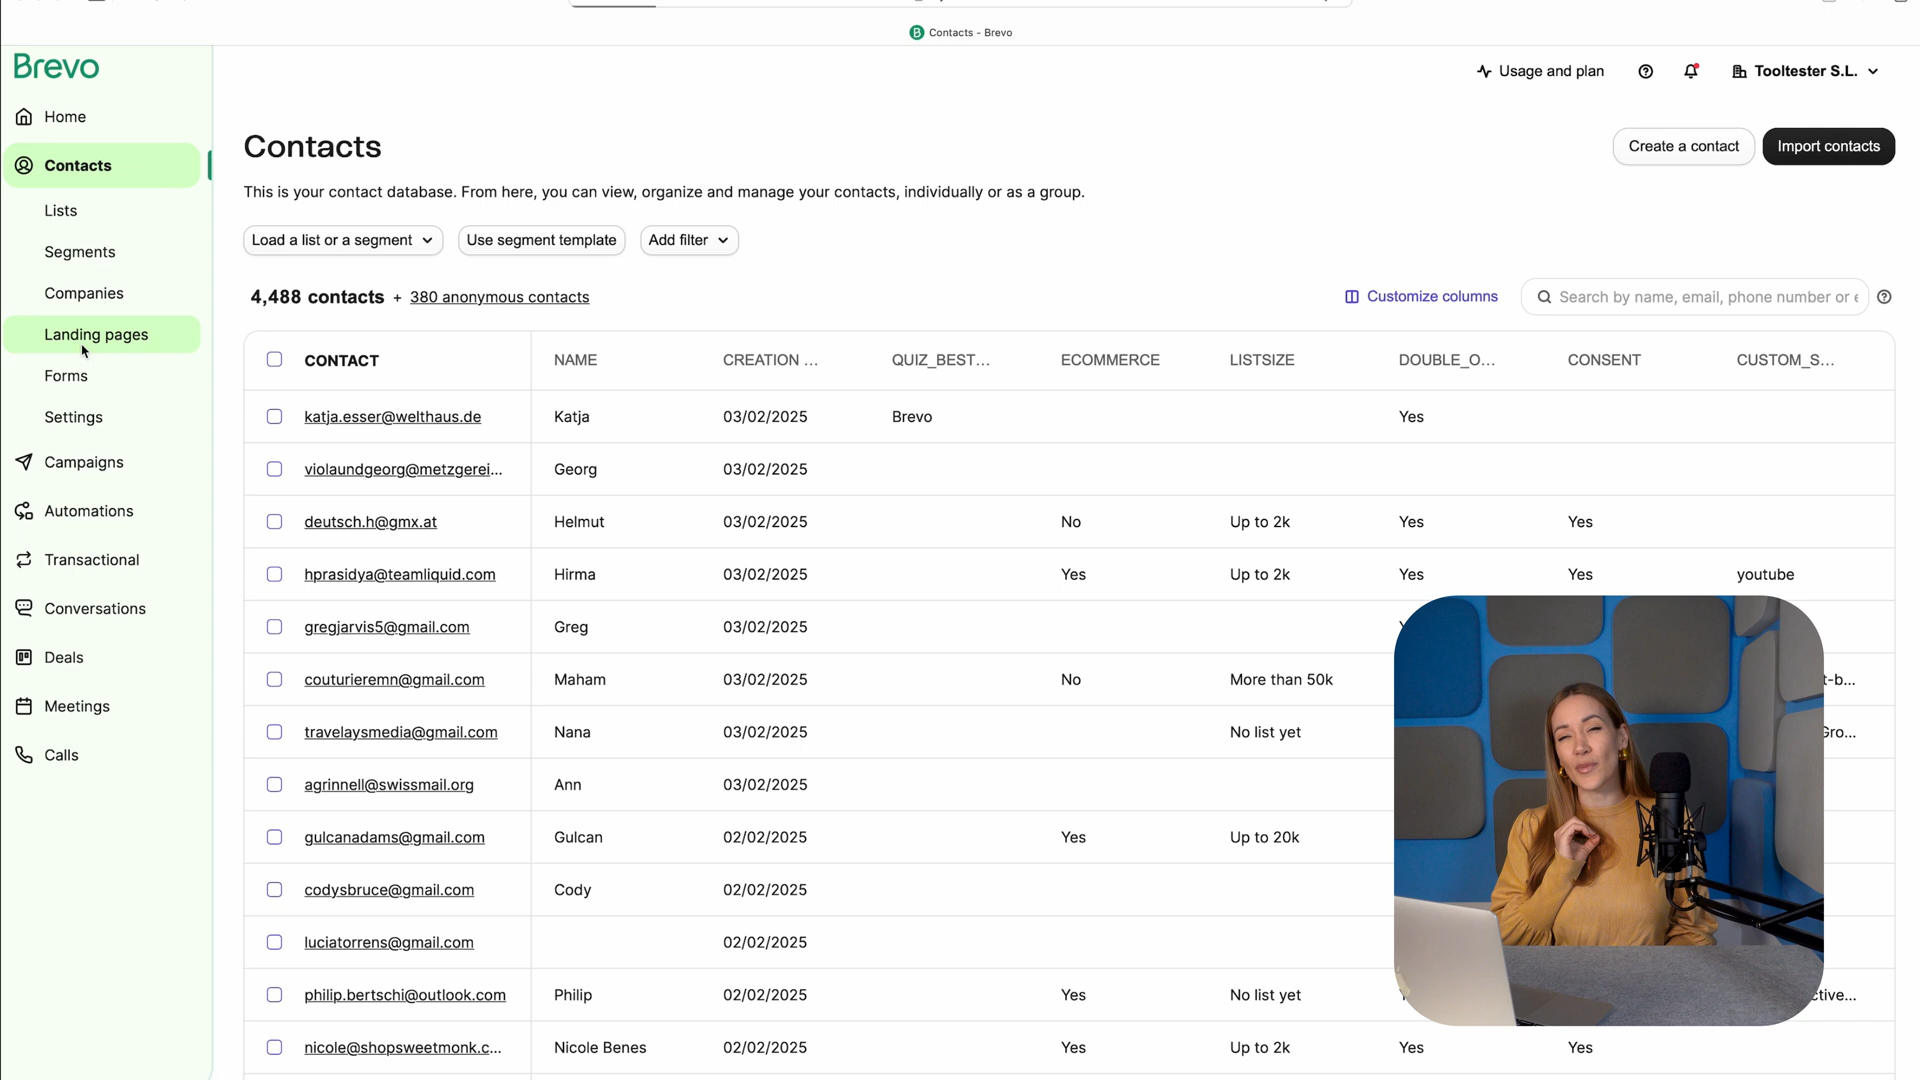 Contacts - Brevo
Brevo
Usage and plan
Tooltester S.L.
Home
Contacts
Lists
Segments
Companies
Landing pages
Forms
Settings
Campaigns
Automations
Transactional
Conversations
Deals
Meetings
Calls
Contacts
Create a contact
Import contacts
This is your contact database. From here, you can view, organize and manage your contacts, individually or as a group.
Load a list or a segment
Use segment template
Add filter
4,488 contacts + 380 anonymous contacts
Customize columns
Search by name, email, phone number or e
CONTACT NAME CREATION ... QUIZ_BEST... ECOMMERCE LISTSIZE DOUBLE_O... CONSENT CUSTOM_S...
katja.esser@welthaus.de Katja 03/02/2025 Brevo Yes
violaundgeorg@metzgerei... Georg 03/02/2025
deutsch.h@gmx.at Helmut 03/02/2025 No Up to 2k Yes Yes
hprasidya@teamliquid.com Hirma 03/02/2025 Yes Up to 2k Yes Yes youtube
gregjarvis5@gmail.com Greg 03/02/2025
couturieremn@gmail.com Maham 03/02/2025 No More than 50k t-b...
travelaysmedia@gmail.com Nana 03/02/2025 No list yet Gro...
agrinnell@swissmail.org Ann 03/02/2025
gulcanadams@gmail.com Gulcan 02/02/2025 Yes Up to 20k
codysbruce@gmail.com Cody 02/02/2025
luciatorrens@gmail.com 02/02/2025
philip.bertschi@outlook.com Philip 02/02/2025 Yes No list yet ctive...
nicole@shopsweetmonk.c... Nicole Benes 02/02/2025 Yes Up to 2k Yes Yes